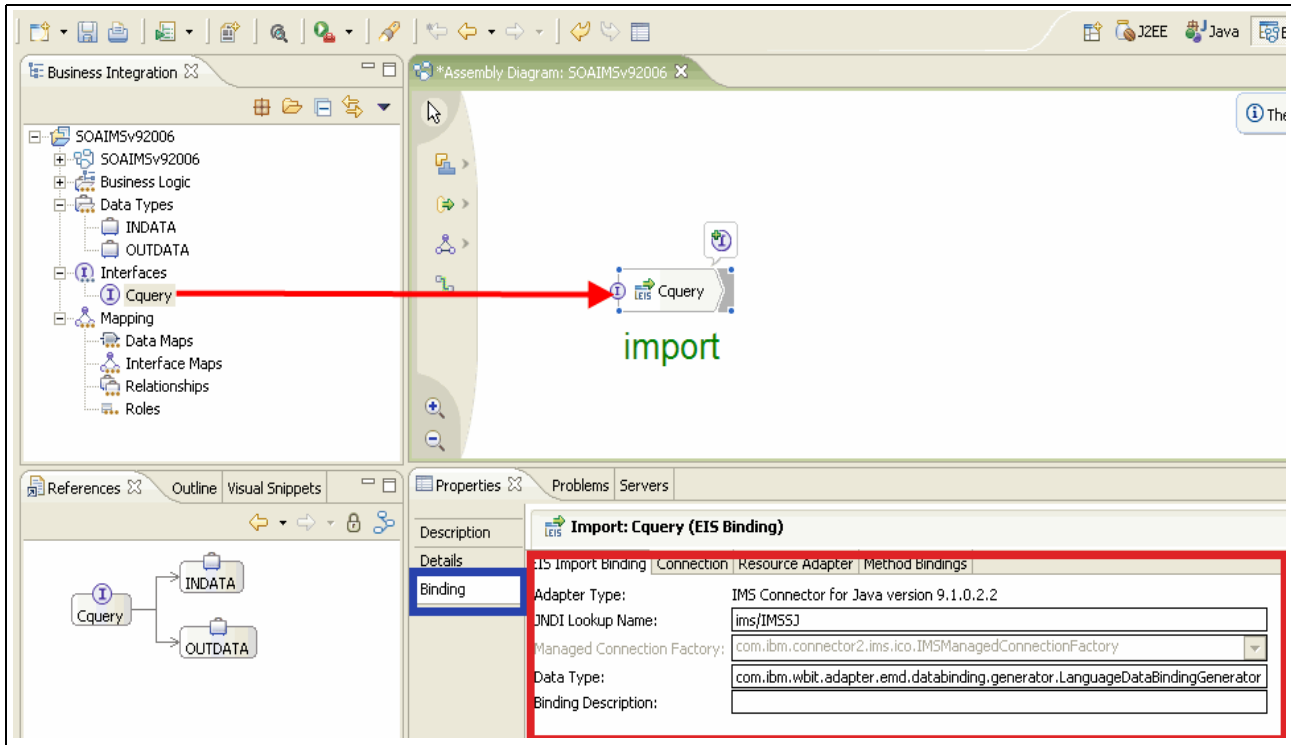 J2EE Java
Business Integration
*Assembly Diagram: SOAIMSv92006
The
SOAIMSv92006
SOAIMSv92006
Business Logic
Data Types
INDATA
OUTDATA
Interfaces
Cquery
Mapping
Data Maps
Interface Maps
Relationships
Roles
I
EIS Cquery
import
References Outline Visual Snippets
Cquery
INDATA
OUTDATA
Properties Problems Servers
Description
Details
Binding
EIS Import: Cquery (EIS Binding)
EIS Import Binding Connection Resource Adapter Method Bindings
Adapter Type: IMS Connector for Java version 9.1.0.2.2
JNDI Lookup Name: ims/IMSSJ
Managed Connection Factory: com.ibm.connector2.ims.ico.IMSManagedConnectionFactory
Data Type: com.ibm.wbit.adapter.emd.databinding.generator.LanguageDataBindingGenerator
Binding Description: